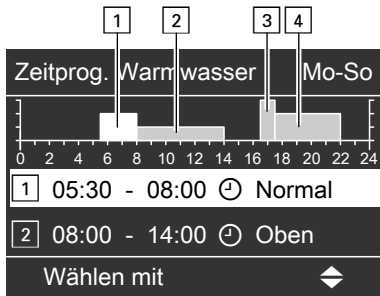 1 2 3 4
Zeitprog. Warmwasser Mo-So
0 2 4 6 8 10 12 14 16 18 20 22 24
1 05:30 - 08:00 Normal
2 08:00 - 14:00 Oben
Wählen mit